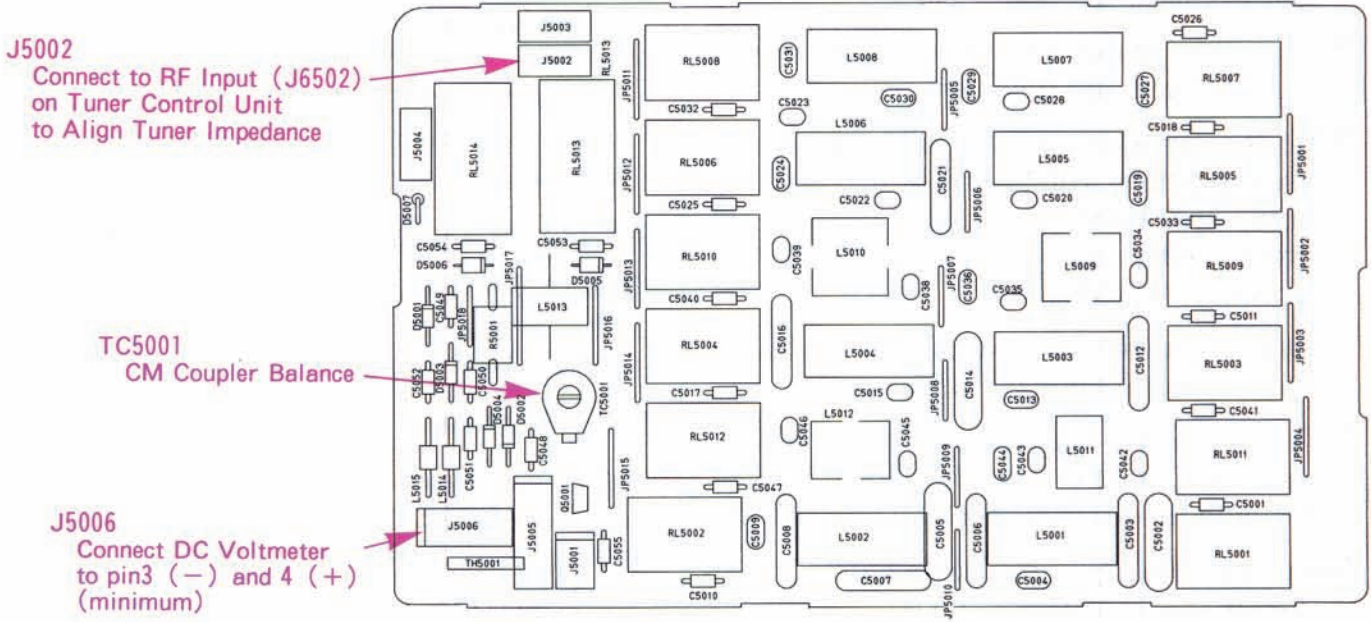 J5002
Connect to RF Input (J6502)
on Tuner Control Unit
to Align Tuner Impedance
TC5001
CM Coupler Balance
J5006
Connect DC Voltmeter
to pin3 (−) and 4 (+)
(minimum)
J5003
J5002
RL5013
J5004
RL5014
RL5013
D5007
C5054
C5053
D5006
D5005
JP5017
D5001
C5049
JP5018
R5001
L5013
JP5016
C5052
D5003
C5050
TC5001
D5004
D5002
C5051
C5048
L5015
L5014
Q5001
JP5015
J5006
J5005
TH5001
J5001
C5055
JP5011
RL5008
C5032
JP5012
RL5006
C5025
JP5013
RL5010
C5040
JP5014
RL5004
C5017
RL5012
C5047
RL5002
C5009
C5010
C5031
L5008
C5023
C5030
JP5005
C5029
L5006
C5024
C5021
C5022
JP5006
C5039
L5010
C5038
JP5007
C5036
C5016
L5004
C5015
JP5008
C5014
L5012
C5046
C5045
JP5009
C5008
L5002
C5005
C5007
JP5010
L5007
C5028
C5027
L5005
C5019
C5020
L5009
C5034
C5035
L5003
C5012
C5013
C5044
C5043
L5011
C5042
C5006
L5001
C5003
C5002
C5004
C5026
RL5007
C5018
JP5001
RL5005
C5033
JP5002
RL5009
C5011
JP5003
RL5003
C5041
JP5004
RL5011
C5001
RL5001